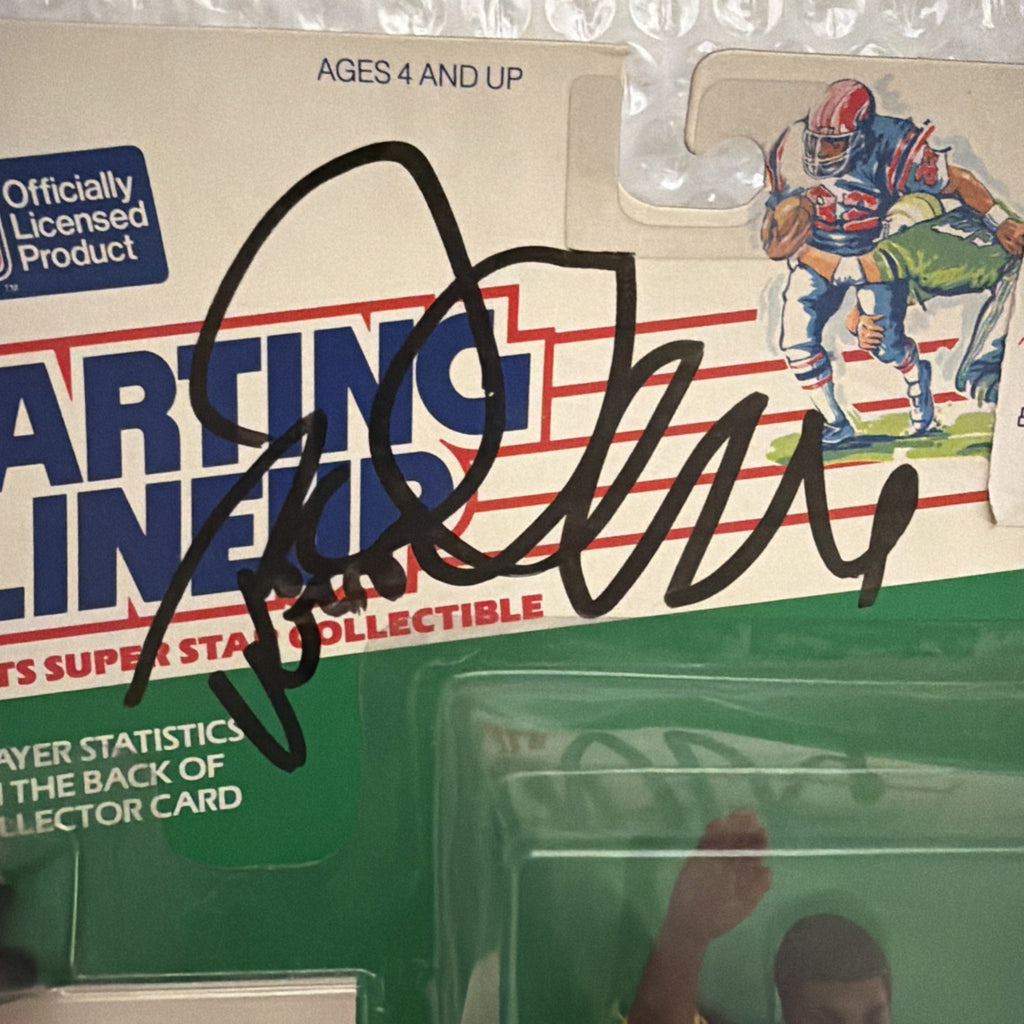 AGES 4 AND UP
Officially
Licensed
Product
TM
ARTING
LINEUP
TS SUPER STAR COLLECTIBLE
AYER STATISTICS
THE BACK OF
LLECTOR CARD